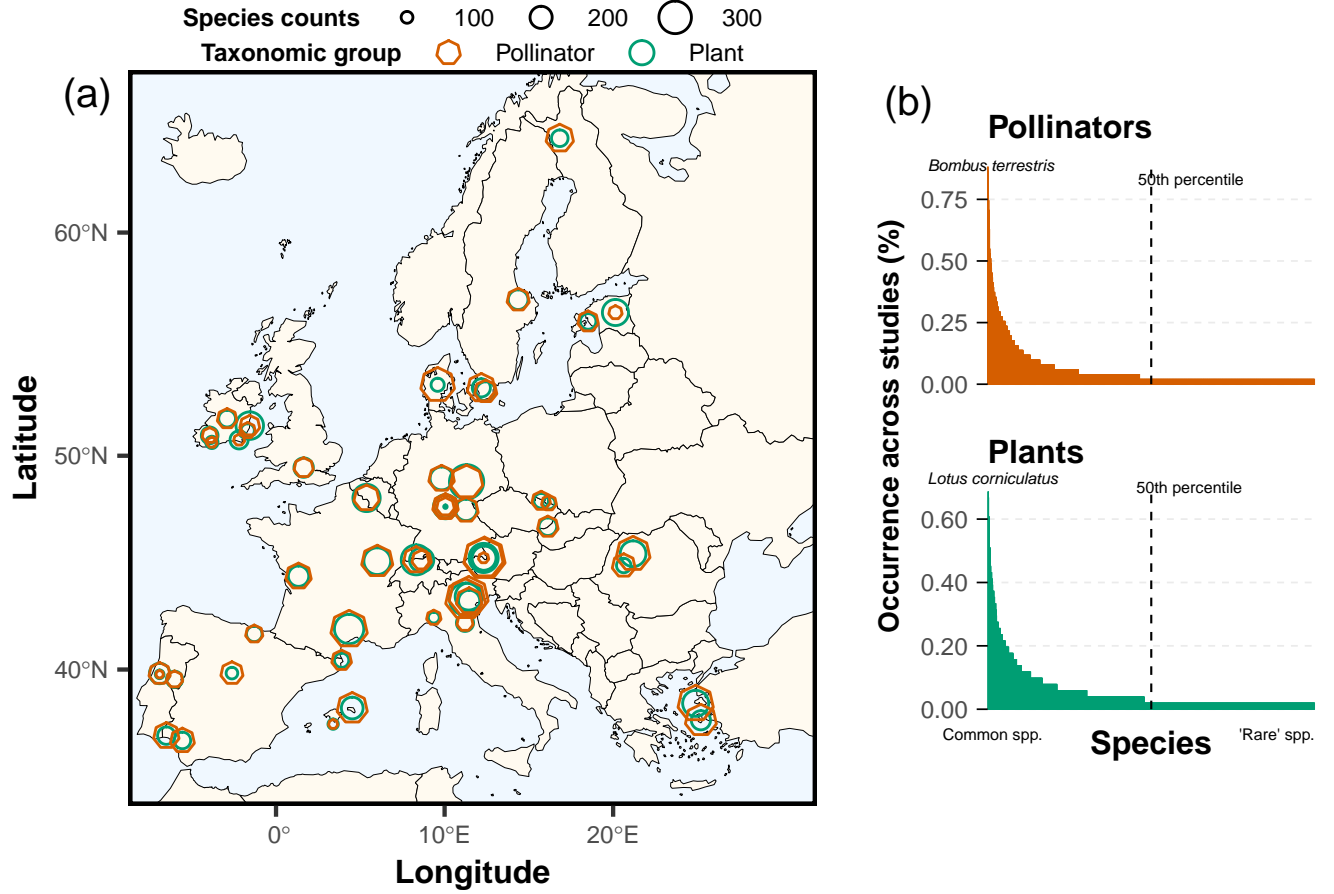 Species counts 100 200 300
Taxonomic group Pollinator Plant
(a)
60°N
50°N
40°N
Latitude
0°
10°E
20°E
Longitude
(b)
Pollinators
Bombus terrestris
50th percentile
0.75
0.50
0.25
0.00
Occurrence across studies (%)
Plants
Lotus corniculatus
50th percentile
0.60
0.40
0.20
0.00
Common spp.
'Rare' spp.
Species